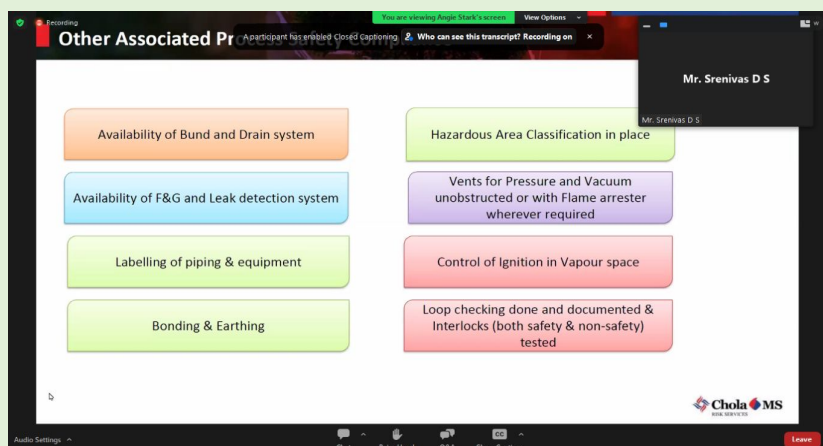 Recording
You are viewing Angie Stark's screen
View Options
Other Associated Pr
A participant has enabled Closed Captioning
Who can see this transcript? Recording on
Mr. Srenivas D S
Mr. Srenivas D S
Availability of Bund and Drain system
Hazardous Area Classification in place
Availability of F&G and Leak detection system
Vents for Pressure and Vacuum
unobstructed or with Flame arrester
wherever required
Labelling of piping & equipment
Control of Ignition in Vapour space
Bonding & Earthing
Loop checking done and documented &
Interlocks (both safety & non-safety)
tested
Chola MS
RISK SERVICES
Audio Settings
CC
Leave